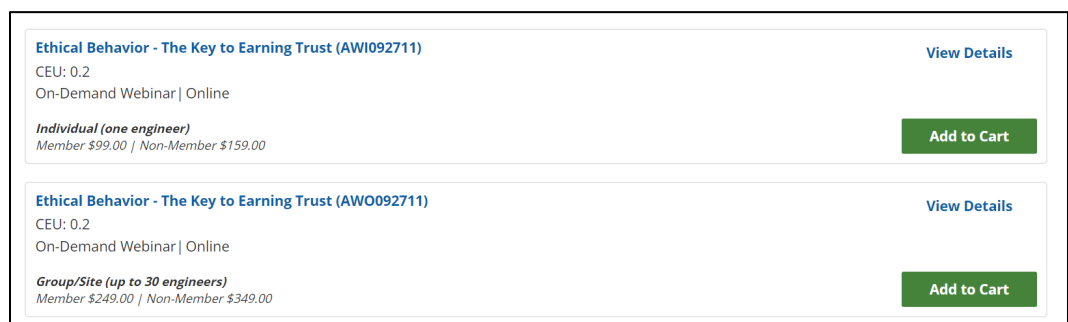 Ethical Behavior - The Key to Earning Trust (AWI092711)
View Details
CEU: 0.2
On-Demand Webinar| Online
Individual (one engineer)
Member $99.00 | Non-Member $159.00
Add to Cart
Ethical Behavior - The Key to Earning Trust (AWO092711)
View Details
CEU: 0.2
On-Demand Webinar| Online
Group/Site (up to 30 engineers)
Member $249.00 | Non-Member $349.00
Add to Cart